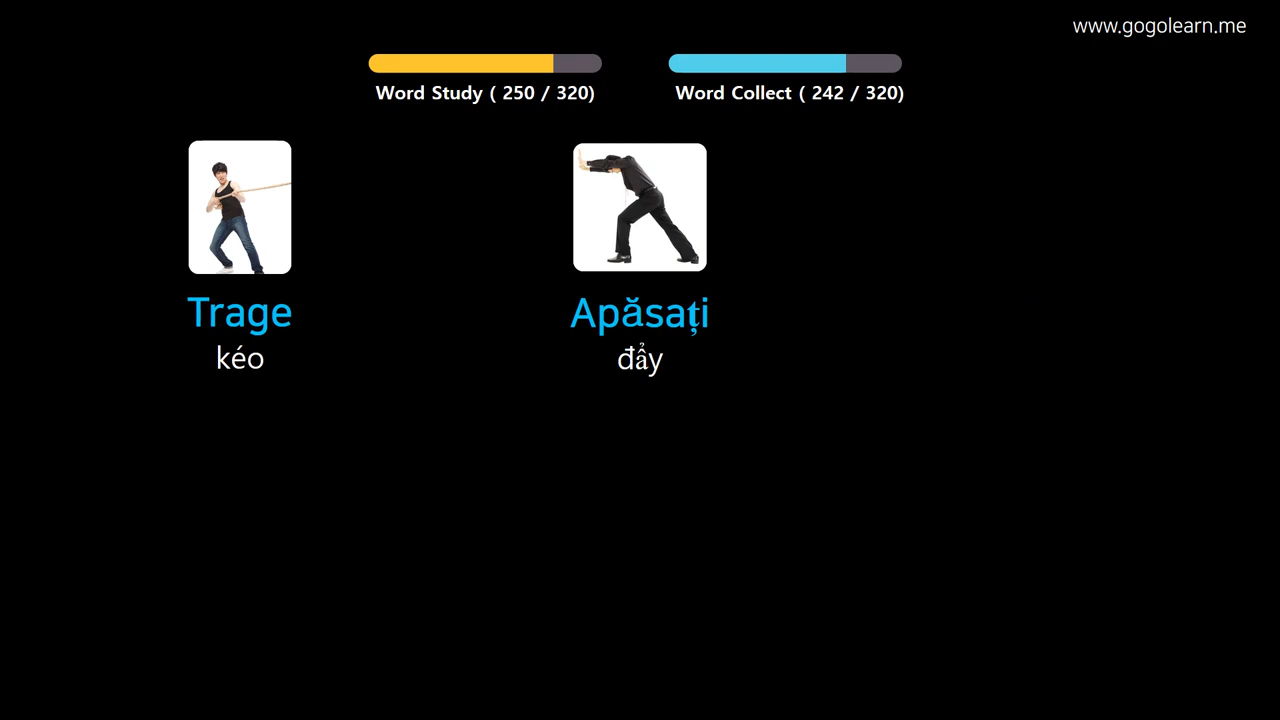 www.gogolearn.me
Word Study ( 250 / 320)
Word Collect ( 242 / 320)
Trage
kéo
Apăsați
đẩy